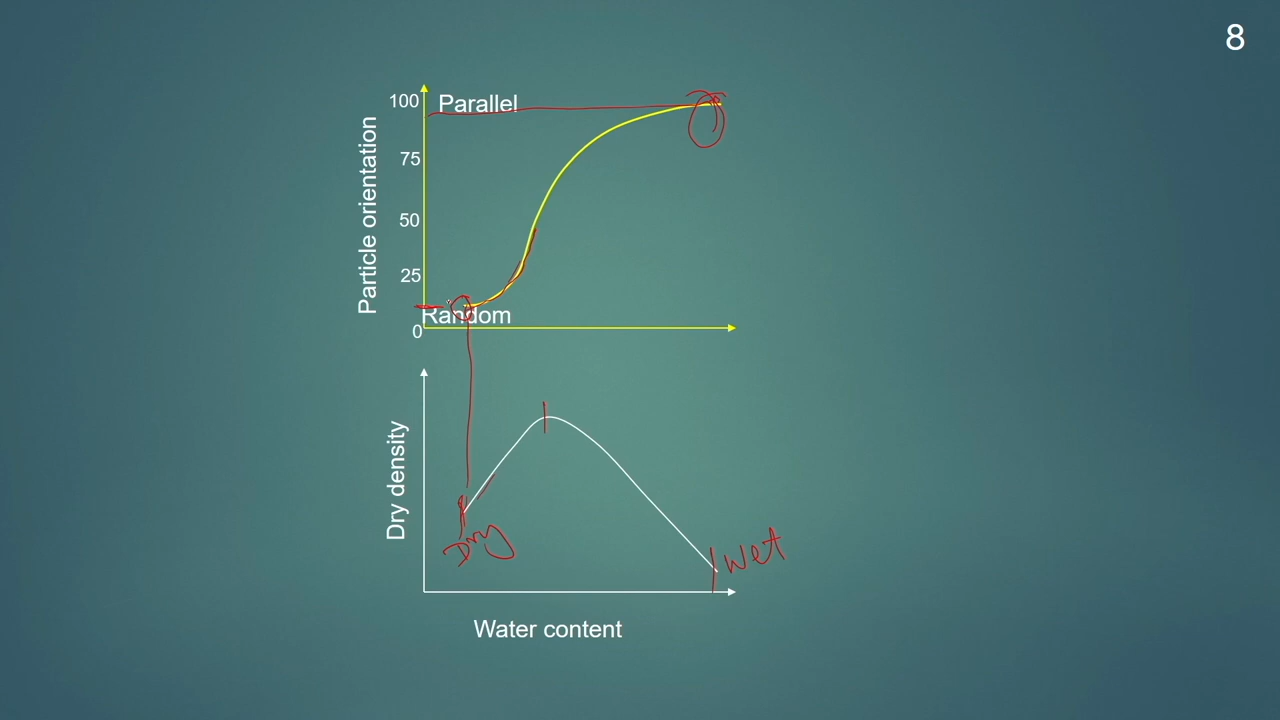 8
100
Parallel
75
50
25
0
Random
Particle orientation
Dry density
Dry
Wet
Water content